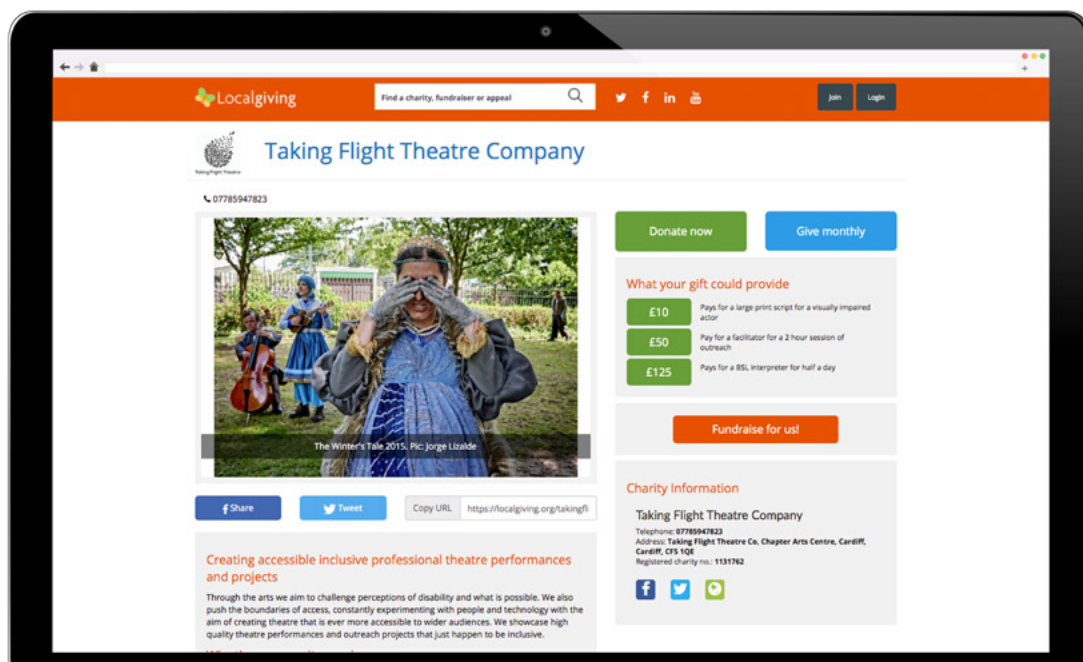 Localgiving
Find a charity, fundraiser or appeal
Join
Login
Taking Flight Theatre
Taking Flight Theatre Company
07785947823
The Winter's Tale 2015. Pic: Jorge Lizalde
Donate now
Give monthly
What your gift could provide
£10
Pays for a large print script for a visually impaired
actor
£50
Pay for a facilitator for a 2 hour session of
outreach
£125
Pays for a BSL interpreter for half a day
Fundraise for us!
Share
Tweet
Copy URL
https://localgiving.org/takingfli
Charity Information
Taking Flight Theatre Company
Telephone: 07785947823
Address: Taking Flight Theatre Co, Chapter Arts Centre, Cardiff,
Cardiff, CF5 1QE
Registered charity no.: 1131762
Creating accessible inclusive professional theatre performances
and projects
Through the arts we aim to challenge perceptions of disability and what is possible. We also
push the boundaries of access, constantly experimenting with people and technology with the
aim of creating theatre that is ever more accessible to wider audiences. We showcase high
quality theatre performances and outreach projects that just happen to be inclusive.